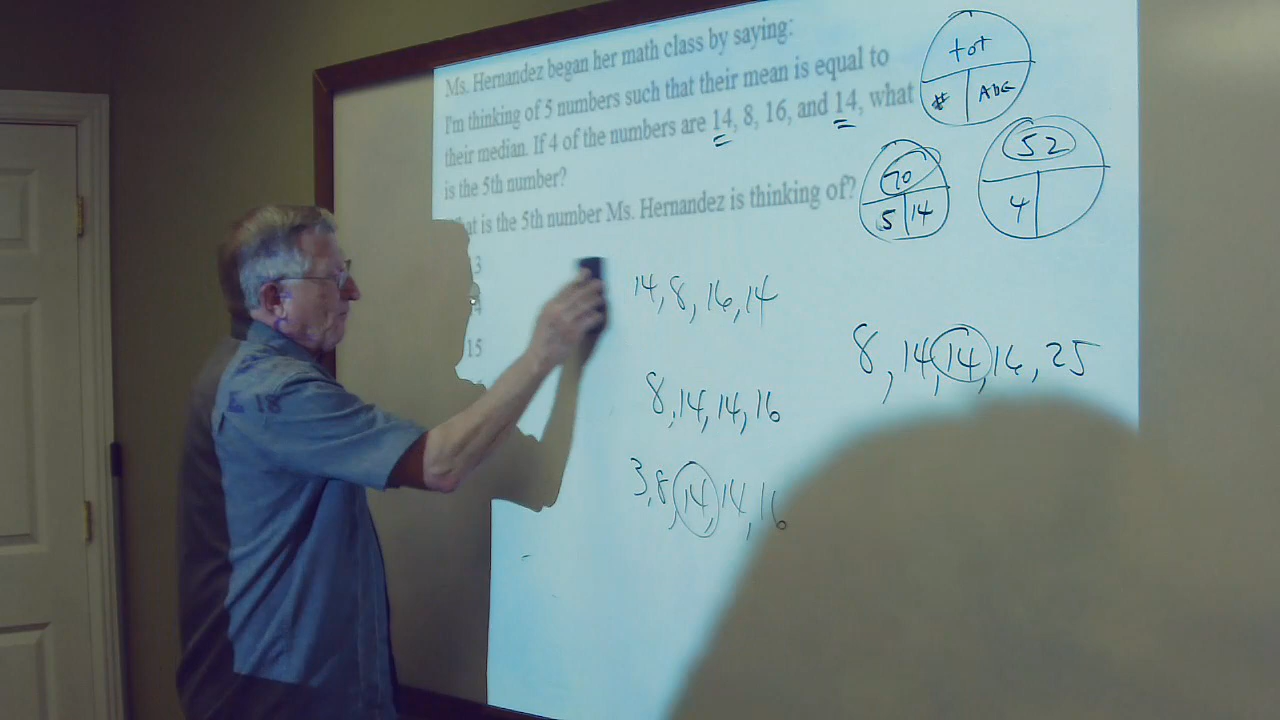 Ms. Hernandez began her math class by saying:
I'm thinking of 5 numbers such that their mean is equal to
their median. If 4 of the numbers are 14, 8, 16, and 14, what
is the 5th number?
is the 5th number Ms. Hernandez is thinking of?
3
15
tot
#
70
5 14
52
4
14, 8, 16, 14
8, 14, 14, 16, 25
8, 14, 14, 16
3, 8, 14, 14, 16